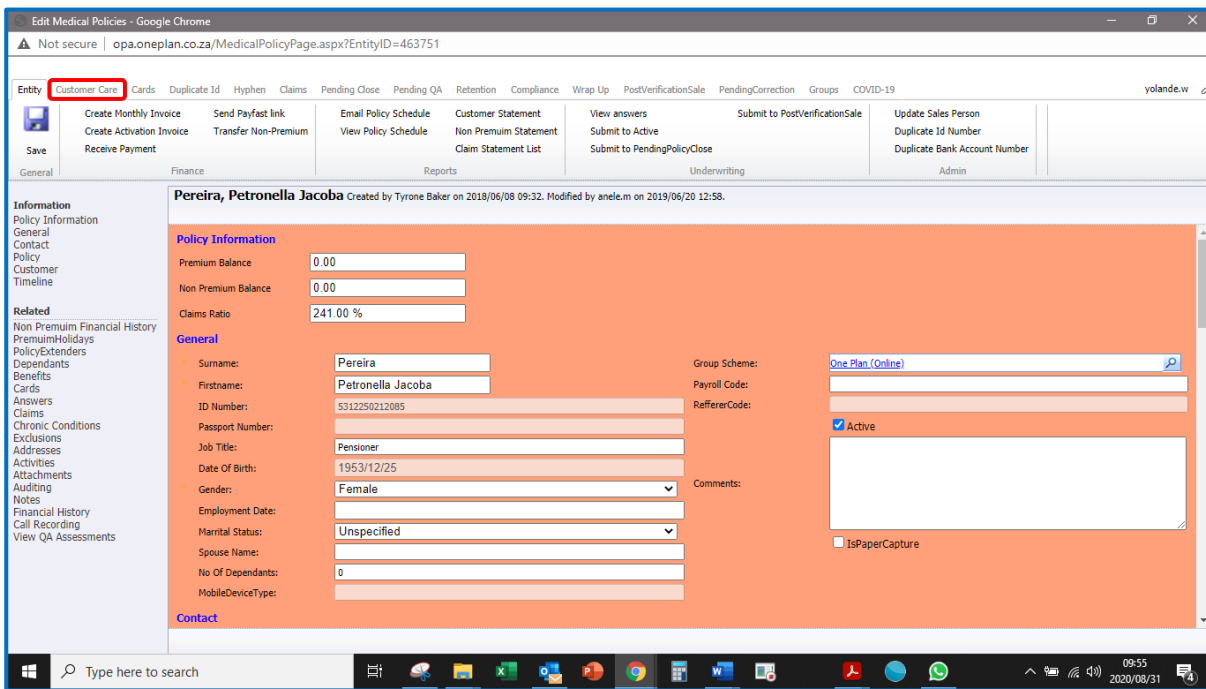 Edit Medical Policies - Google Chrome
Not secure | opa.oneplan.co.za/MedicalPolicyPage.aspx?EntityID=463751
Entity Customer Care Cards Duplicate Id Hyphen Claims Pending Close Pending QA Retention Compliance Wrap Up PostVerificationSale PendingCorrection Groups COVID-19 yolande.w
Create Monthly Invoice Send Payfast link Email Policy Schedule Customer Statement View answers Submit to PostVerificationSale Update Sales Person
Create Activation Invoice Transfer Non-Premium View Policy Schedule Non Premuim Statement Submit to Active Duplicate Id Number
Save Receive Payment Claim Statement List Submit to PendingPolicyClose Duplicate Bank Account Number
General Finance Reports Underwriting Admin
Pereira, Petronella Jacoba Created by Tyrone Baker on 2018/06/08 09:32. Modified by anele.m on 2019/06/20 12:58.
Information
Policy Information
General
Contact
Policy
Customer
Timeline
Related
Non Premuim Financial History
PremuimHolidays
PolicyExtenders
Dependants
Benefits
Cards
Answers
Claims
Chronic Conditions
Exclusions
Addresses
Activities
Attachments
Auditing
Notes
Financial History
Call Recording
View QA Assessments
Policy Information
Premium Balance 0.00
Non Premium Balance 0.00
Claims Ratio 241.00 %
General
Surname: Pereira
Firstname: Petronella Jacoba
ID Number: 5312250212085
Passport Number:
Job Title: Pensioner
Date Of Birth: 1953/12/25
Gender: Female
Employment Date:
Marrital Status: Unspecified
Spouse Name:
No Of Dependants: 0
MobileDeviceType:
Group Scheme: One Plan (Online)
Payroll Code:
ReffererCode:
Active
Comments:
IsPaperCapture
Contact
Type here to search
09:55
2020/08/31
4